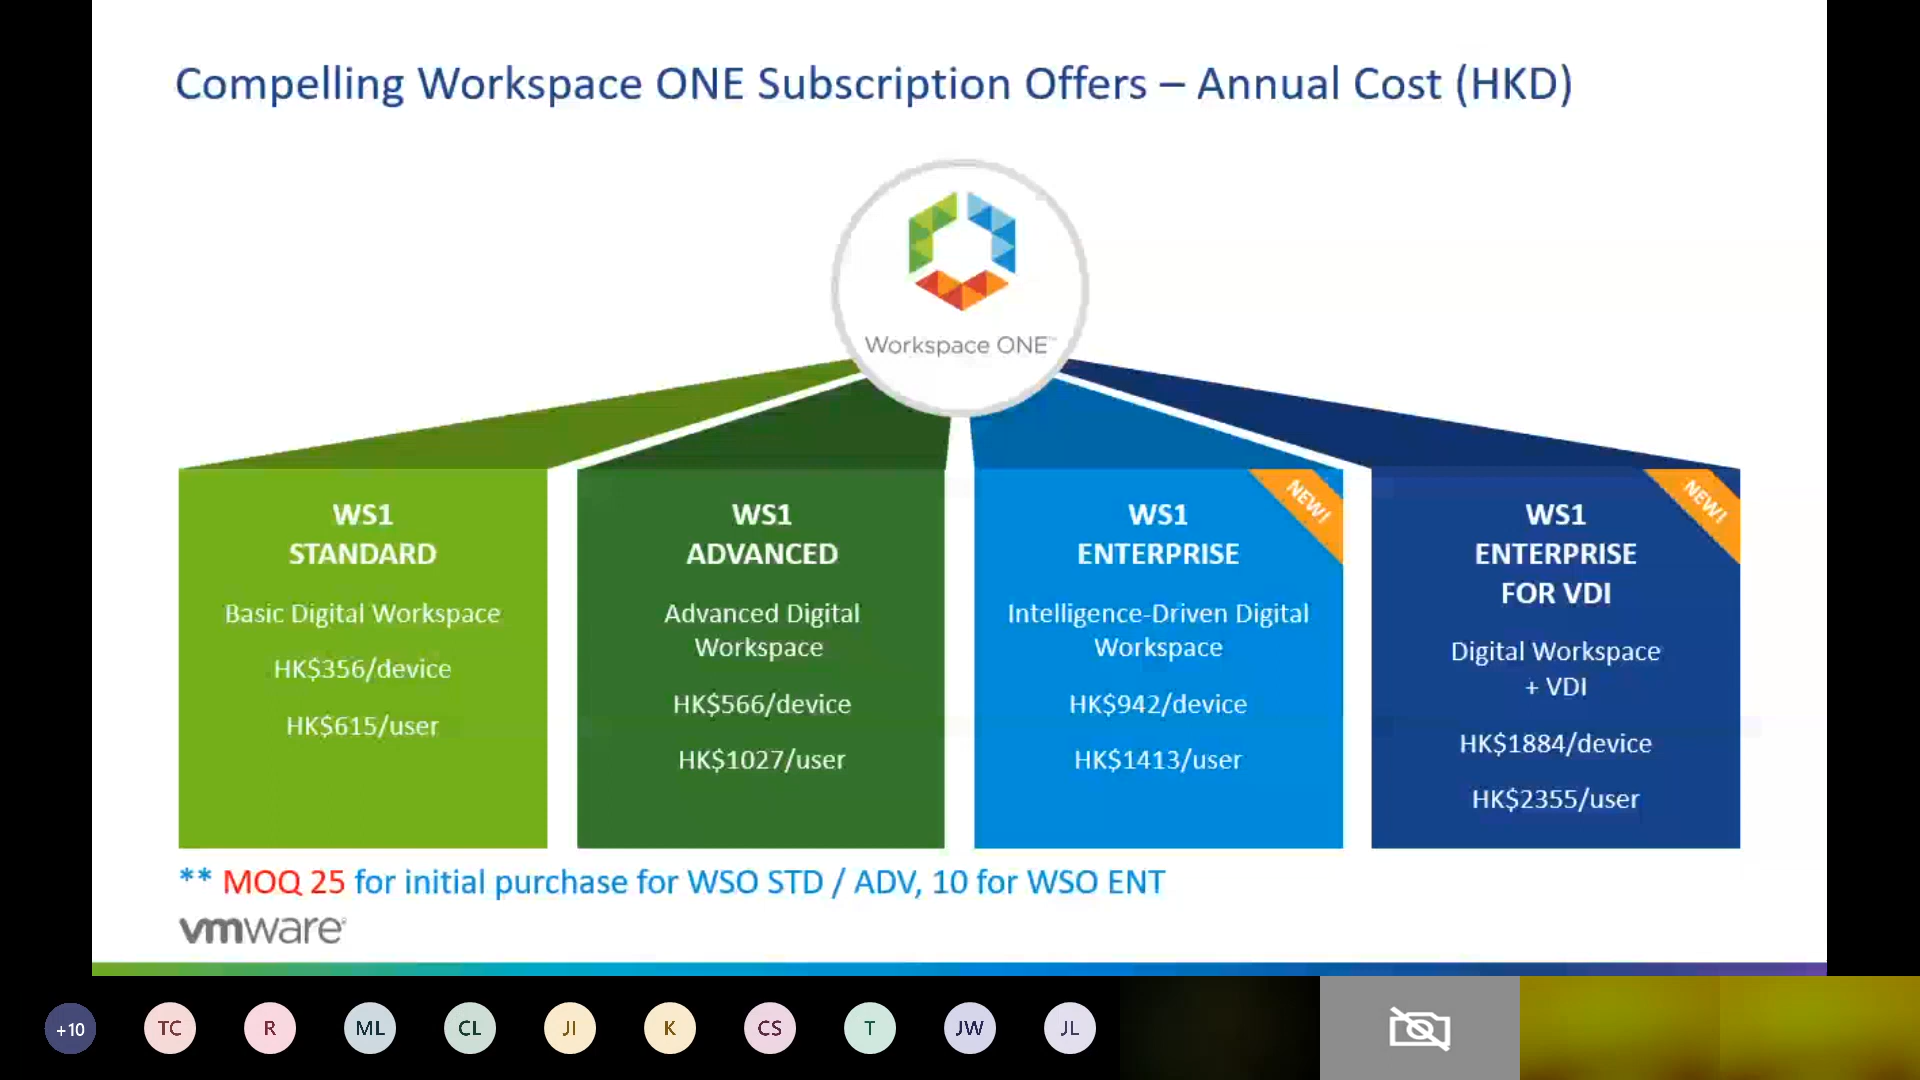 Compelling Workspace ONE Subscription Offers – Annual Cost (HKD)
Workspace ONE™
WS1
STANDARD
Basic Digital Workspace
HK$356/device
HK$615/user
WS1
ADVANCED
Advanced Digital
Workspace
HK$566/device
HK$1027/user
NEW!
WS1
ENTERPRISE
Intelligence-Driven Digital
Workspace
HK$942/device
HK$1413/user
NEW!
WS1
ENTERPRISE
FOR VDI
Digital Workspace
+ VDI
HK$1884/device
HK$2355/user
** MOQ 25 for initial purchase for WSO STD / ADV, 10 for WSO ENT
vmware®
+10 TC R ML CL JI K CS T JW JL